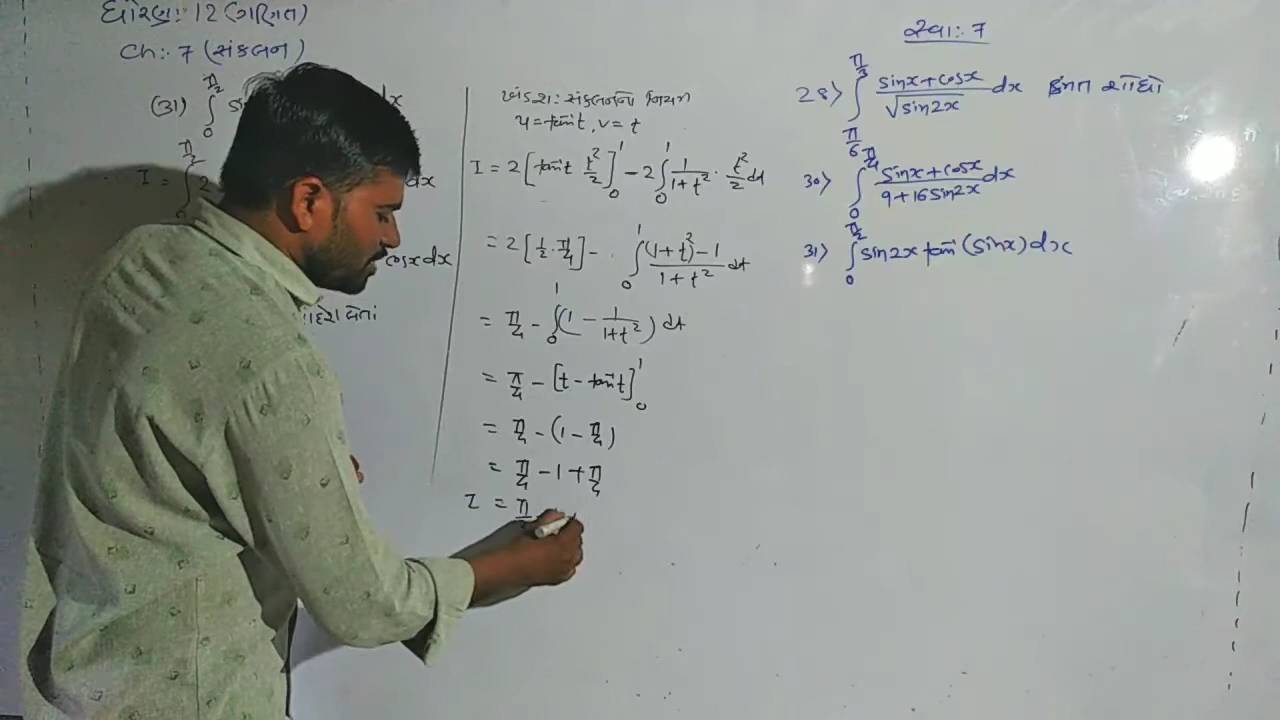 ધોરણ: 12 (ગણિત)
Ch: 7 (સંકલન)
(31) ∫₀^(π/2) si dx
I = ∫₀^(π/2) 2 dx
cosx dx
ખંડશ: સંકલનનો નિયમ
u = tan⁻¹t, v = t
I = 2[tan⁻¹t t²/2]₀¹ − 2∫₀¹ 1/(1+t²) · t²/2 dt
= 2[1/2 · π/4] − ∫₀¹ ((1+t²)−1)/(1+t²) dt
= π/4 − ∫₀¹ (1 − 1/(1+t²)) dt
= π/4 − [t − tan⁻¹t]₀¹
= π/4 − (1 − π/4)
= π/4 − 1 + π/4
I = π
સ્વા: 7
28> ∫_(π/6)^(π/3) (sinx+cosx)/√sin2x dx કિંમત શોધો
30> ∫₀^(π/4) (sinx+cosx)/(9+16sin2x) dx
31> ∫₀^(π/2) sin2x tan⁻¹(sinx) dx